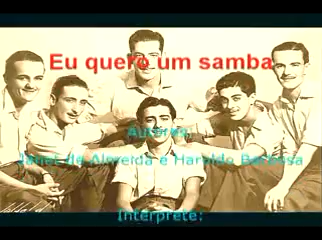 Eu quero um samba
Autores:
Janet de Almeida e Haroldo Barbosa
Intérprete: